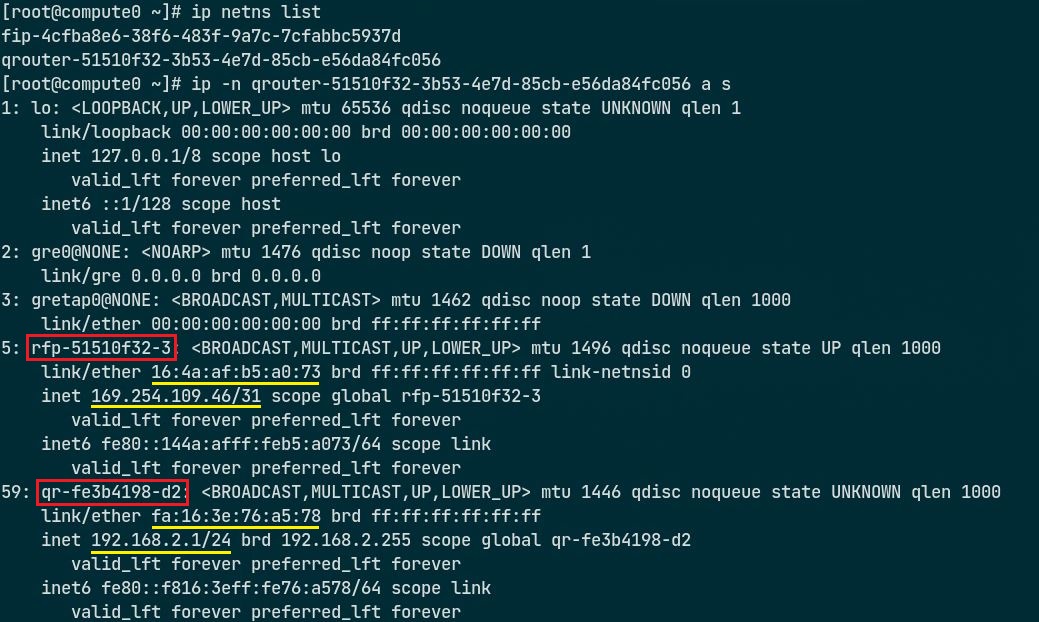 [root@compute0 ~]# ip netns list
fip-4cfba8e6-38f6-483f-9a7c-7cfabbc5937d
qrouter-51510f32-3b53-4e7d-85cb-e56da84fc056
[root@compute0 ~]# ip -n qrouter-51510f32-3b53-4e7d-85cb-e56da84fc056 a s
1: lo: <LOOPBACK,UP,LOWER_UP> mtu 65536 qdisc noqueue state UNKNOWN qlen 1
    link/loopback 00:00:00:00:00:00 brd 00:00:00:00:00:00
    inet 127.0.0.1/8 scope host lo
       valid_lft forever preferred_lft forever
    inet6 ::1/128 scope host
       valid_lft forever preferred_lft forever
2: gre0@NONE: <NOARP> mtu 1476 qdisc noop state DOWN qlen 1
    link/gre 0.0.0.0 brd 0.0.0.0
3: gretap0@NONE: <BROADCAST,MULTICAST> mtu 1462 qdisc noop state DOWN qlen 1000
    link/ether 00:00:00:00:00:00 brd ff:ff:ff:ff:ff:ff
5: rfp-51510f32-3: <BROADCAST,MULTICAST,UP,LOWER_UP> mtu 1496 qdisc noqueue state UP qlen 1000
    link/ether 16:4a:af:b5:a0:73 brd ff:ff:ff:ff:ff:ff link-netnsid 0
    inet 169.254.109.46/31 scope global rfp-51510f32-3
       valid_lft forever preferred_lft forever
    inet6 fe80::144a:afff:feb5:a073/64 scope link
       valid_lft forever preferred_lft forever
59: qr-fe3b4198-d2: <BROADCAST,MULTICAST,UP,LOWER_UP> mtu 1446 qdisc noqueue state UNKNOWN qlen 1000
    link/ether fa:16:3e:76:a5:78 brd ff:ff:ff:ff:ff:ff
    inet 192.168.2.1/24 brd 192.168.2.255 scope global qr-fe3b4198-d2
       valid_lft forever preferred_lft forever
    inet6 fe80::f816:3eff:fe76:a578/64 scope link
       valid_lft forever preferred_lft forever